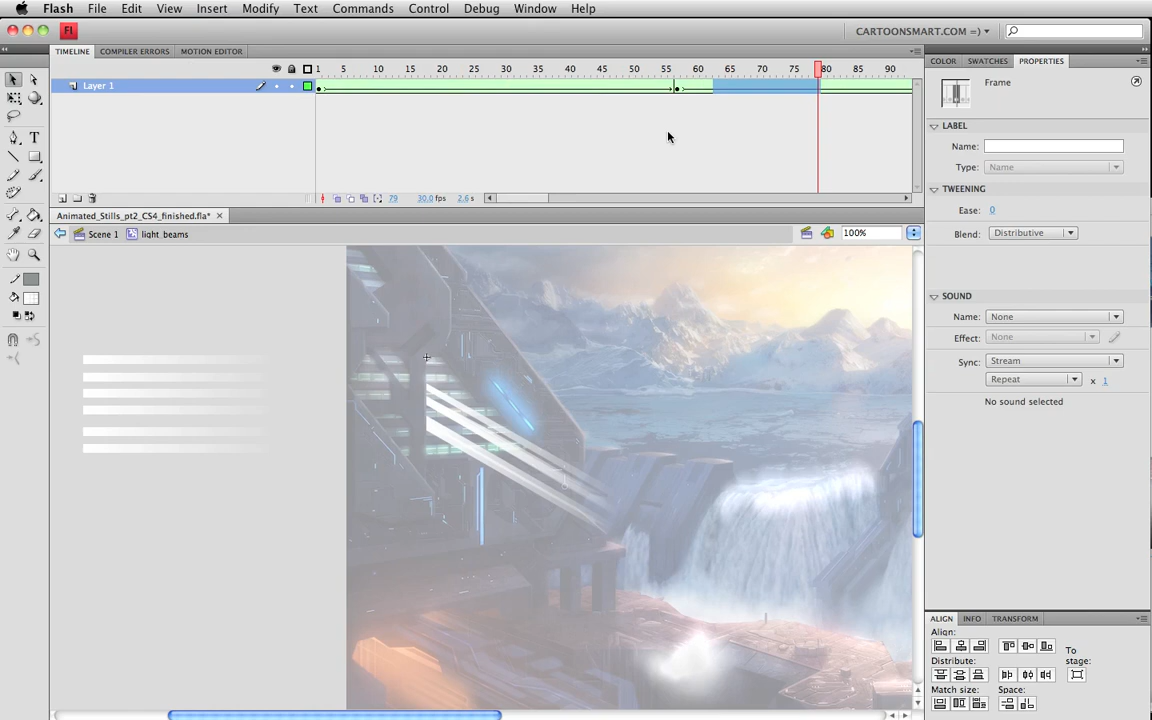 Flash File Edit View Insert Modify Text Commands Control Debug Window Help
Fl CARTOONSMART.COM =)
TIMELINE COMPILER ERRORS MOTION EDITOR
COLOR SWATCHES PROPERTIES
1 5 10 15 20 25 30 35 40 45 50 55 60 65 70 75 80 85 90
Layer 1
Frame
LABEL
Name:
Type: Name
TWEENING
Ease: 0
Blend: Distributive
79 30.0 fps 2.6 s
Animated_Stills_pt2_CS4_finished.fla*
Scene 1 light beams 100%
SOUND
Name: None
Effect: None
Sync: Stream
Repeat x 1
No sound selected
ALIGN INFO TRANSFORM
Align:
To stage:
Distribute:
Match size: Space: